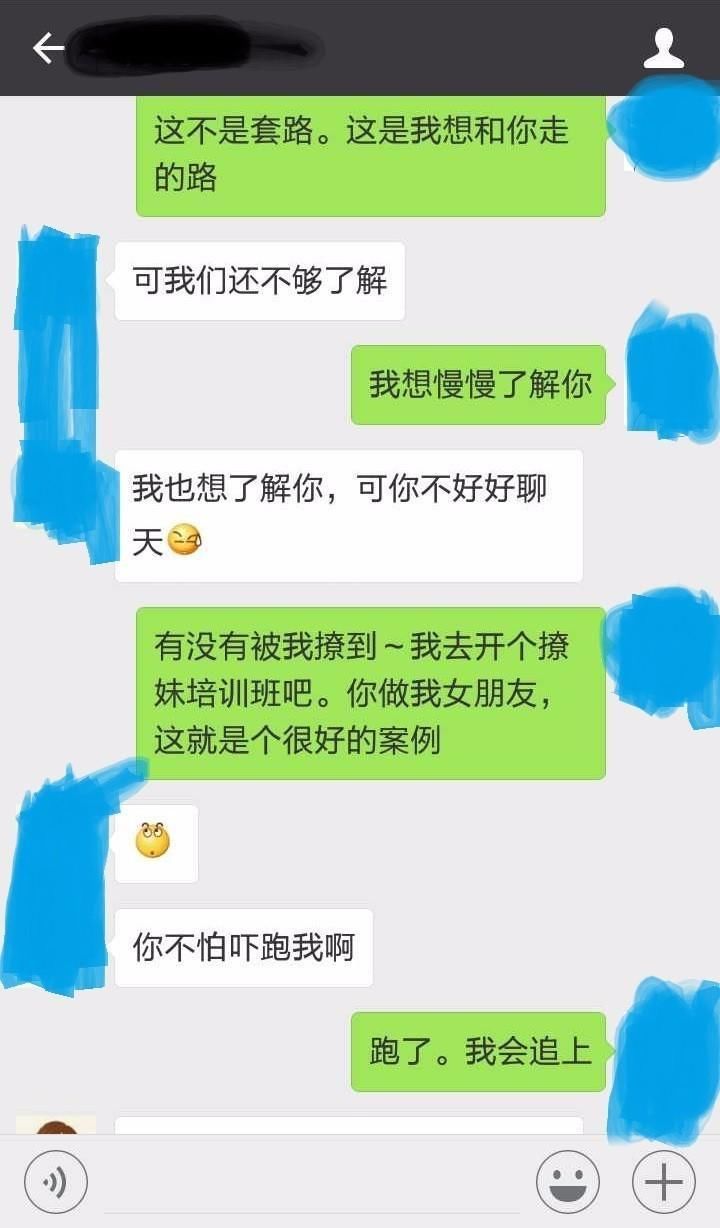 这不是套路。这是我想和你走
的路
可我们还不够了解
我想慢慢了解你
我也想了解你，可你不好好聊
天
有没有被我撩到～我去开个撩
妹培训班吧。你做我女朋友，
这就是个很好的案例
你不怕吓跑我啊
跑了。我会追上